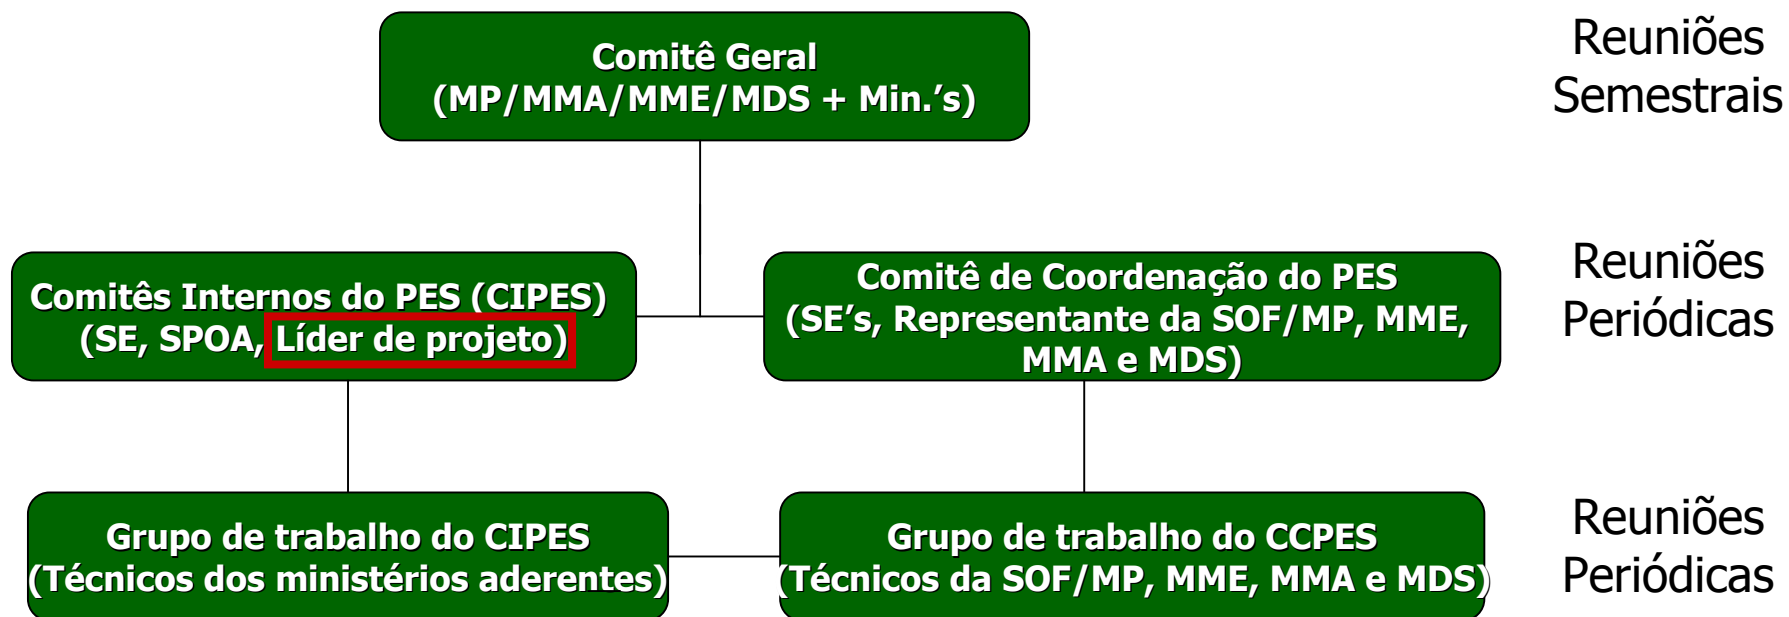 Comitê Geral
(MP/MMA/MME/MDS + Min.’s)
Reuniões
Semestrais
Comitês Internos do PES (CIPES)
(SE, SPOA, Líder de projeto)
Comitê de Coordenação do PES
(SE’s, Representante da SOF/MP, MME,
MMA e MDS)
Reuniões
Periódicas
Grupo de trabalho do CIPES
(Técnicos dos ministérios aderentes)
Grupo de trabalho do CCPES
(Técnicos da SOF/MP, MME, MMA e MDS)
Reuniões
Periódicas